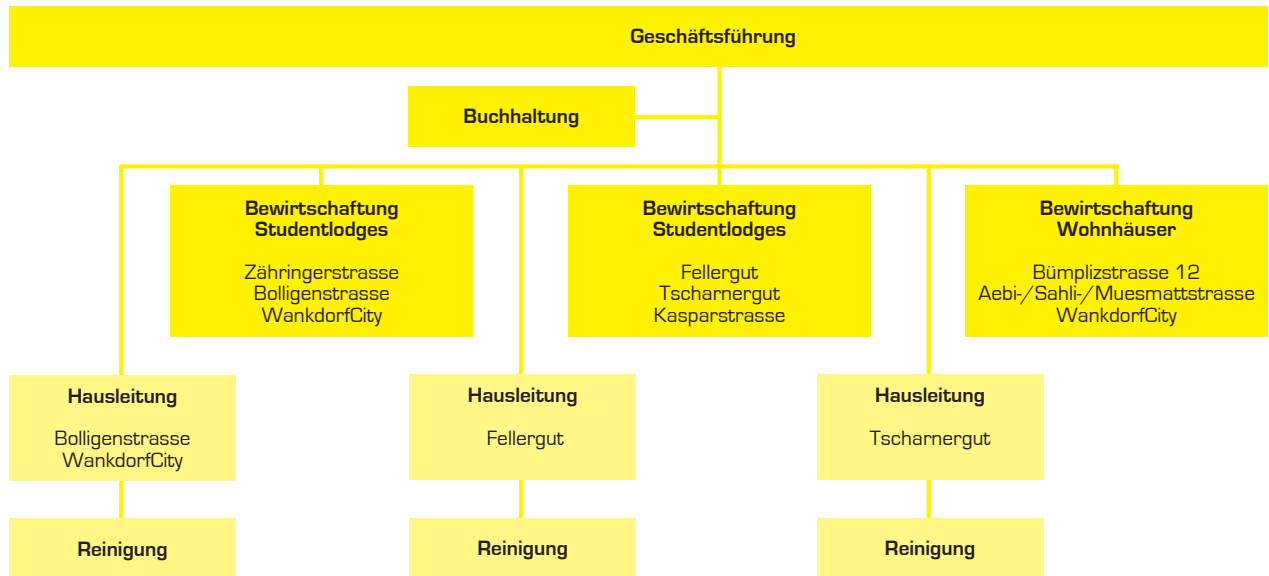 Geschäftsführung
Buchhaltung
Bewirtschaftung
Studentlodges
Zähringerstrasse
Bolligenstrasse
WankdorfCity
Bewirtschaftung
Studentlodges
Fellergut
Tscharnergut
Kasparstrasse
Bewirtschaftung
Wohnhäuser
Bümplizstrasse 12
Aebi-/Sahli-/Muesmattstrasse
WankdorfCity
Hausleitung
Bolligenstrasse
WankdorfCity
Hausleitung
Fellergut
Hausleitung
Tscharnergut
Reinigung
Reinigung
Reinigung